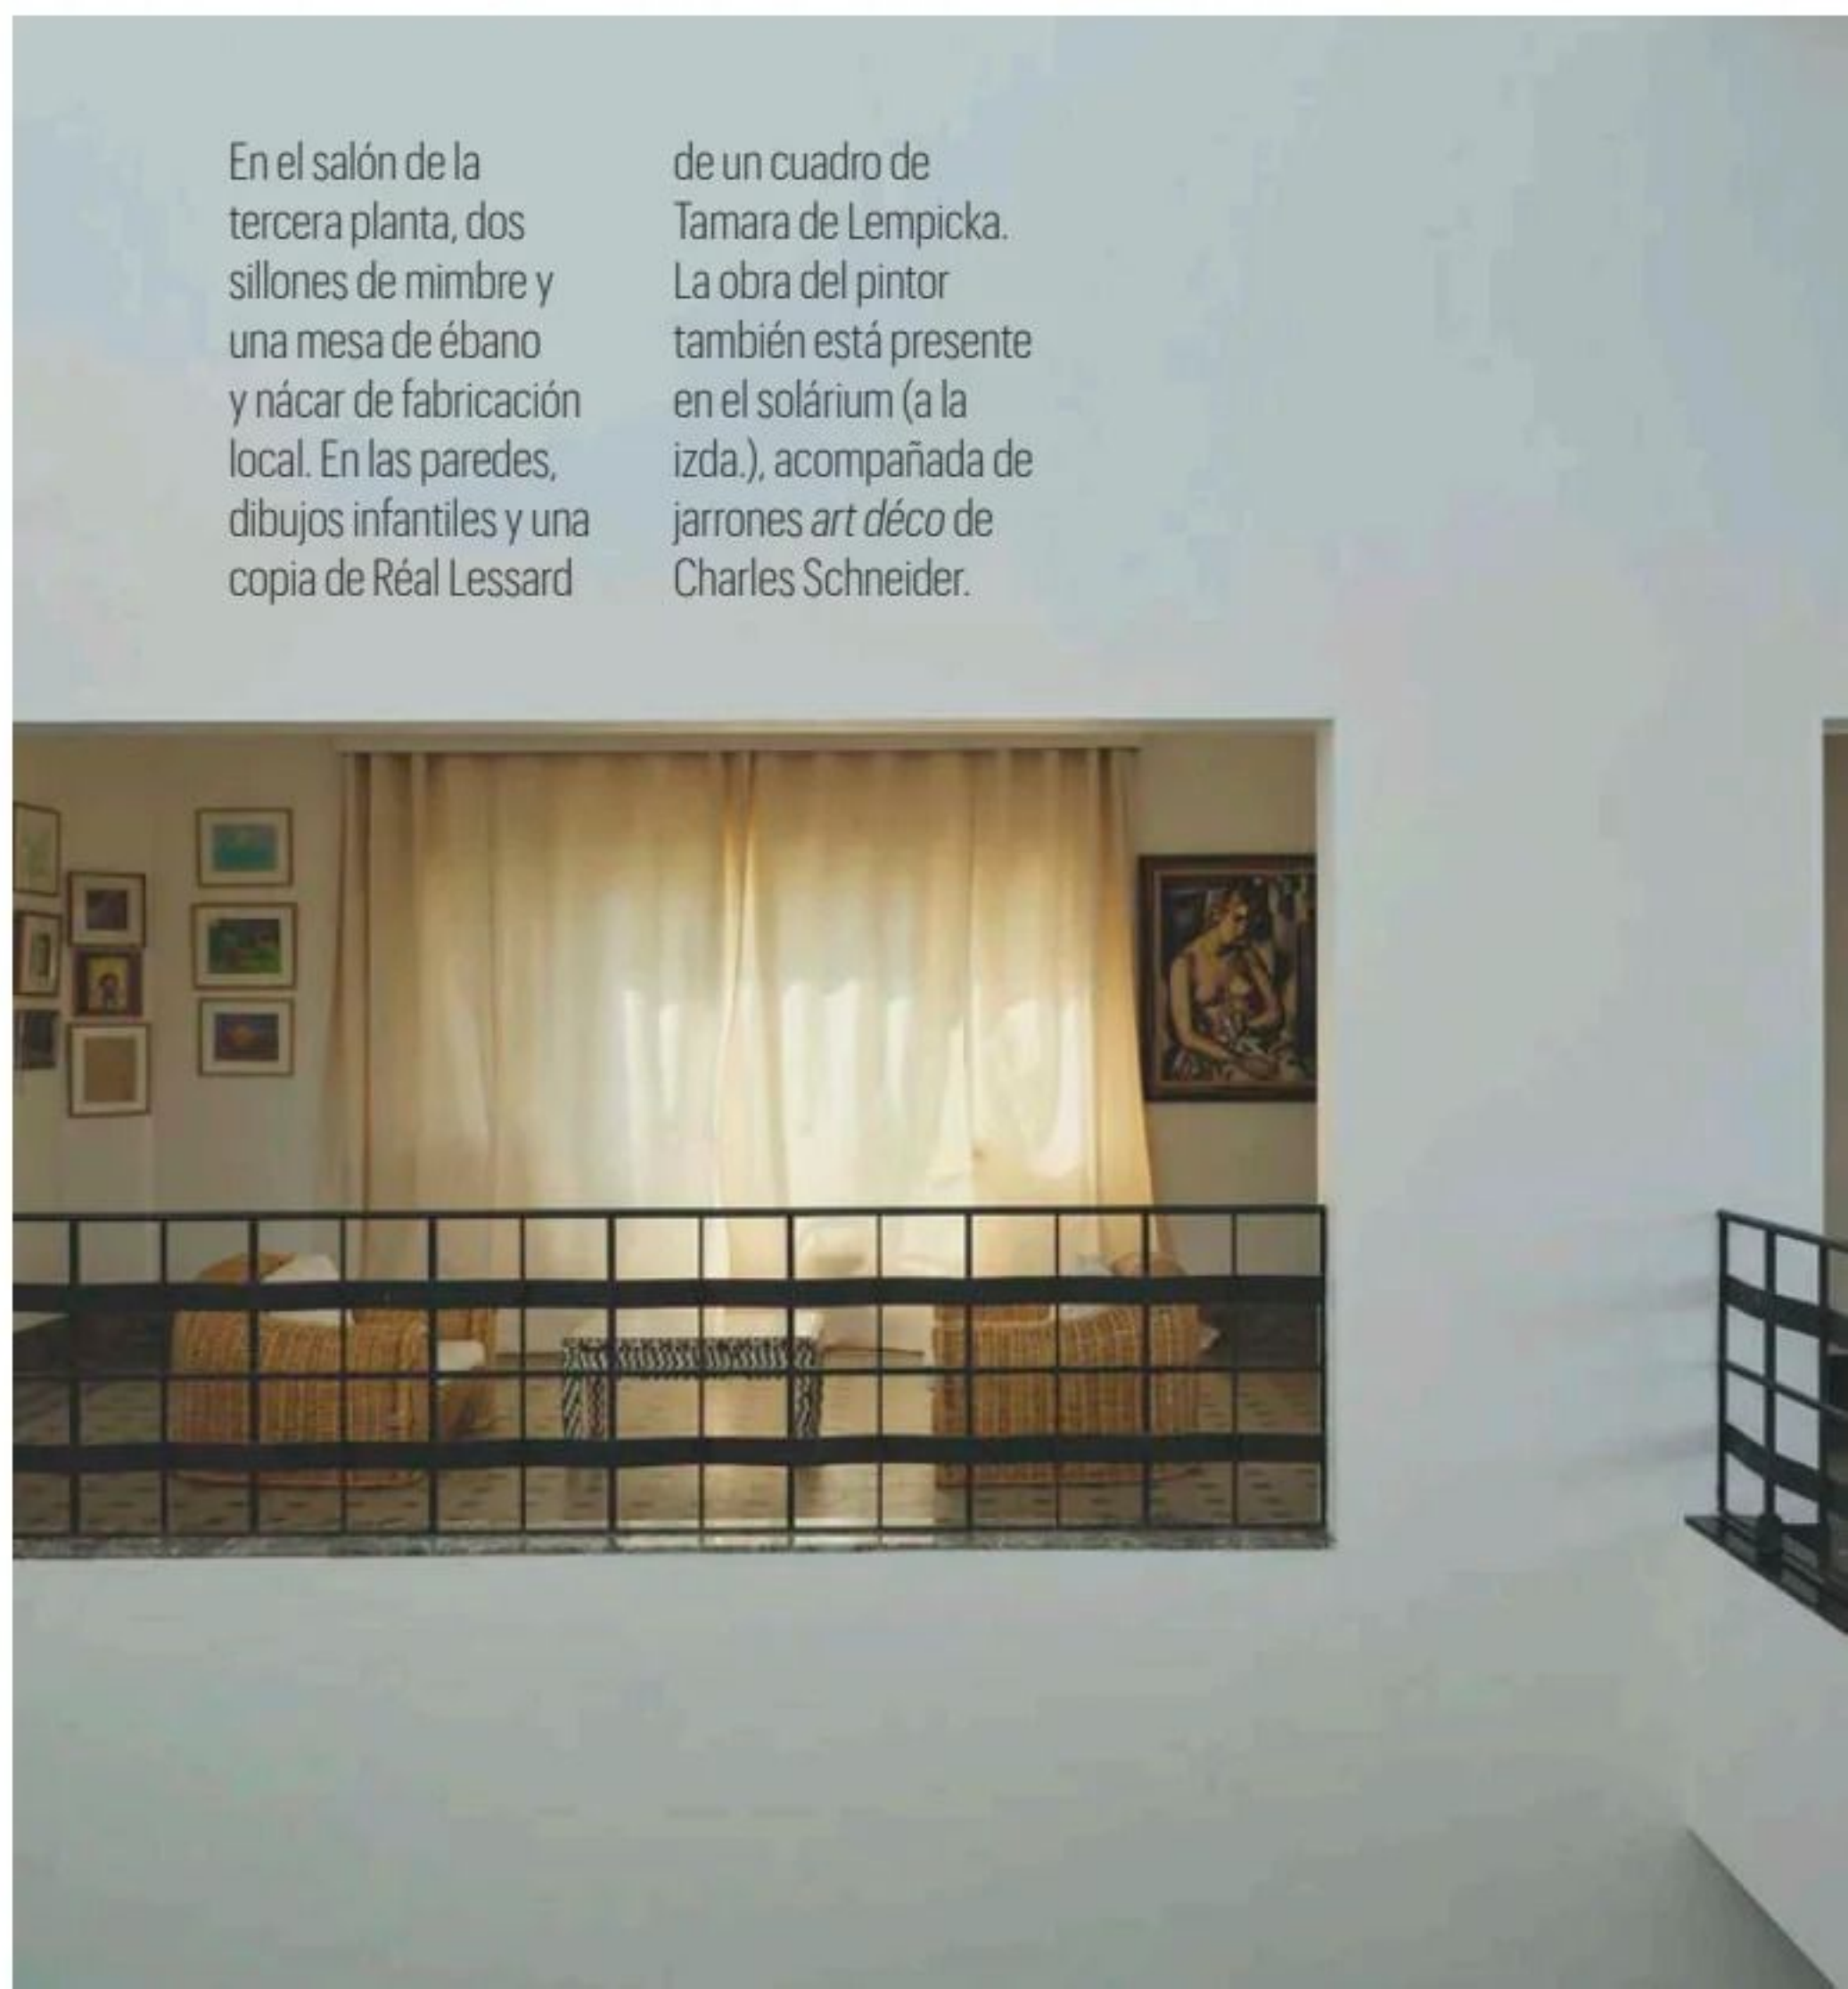 En el salón de la
tercera planta, dos
sillones de mimbre y
una mesa de ébano
y nácar de fabricación
local. En las paredes,
dibujos infantiles y una
copia de Réal Lessard
de un cuadro de
Tamara de Lempicka.
La obra del pintor
también está presente
en el solárium (a la
izda.), acompañada de
jarrones art déco de
Charles Schneider.